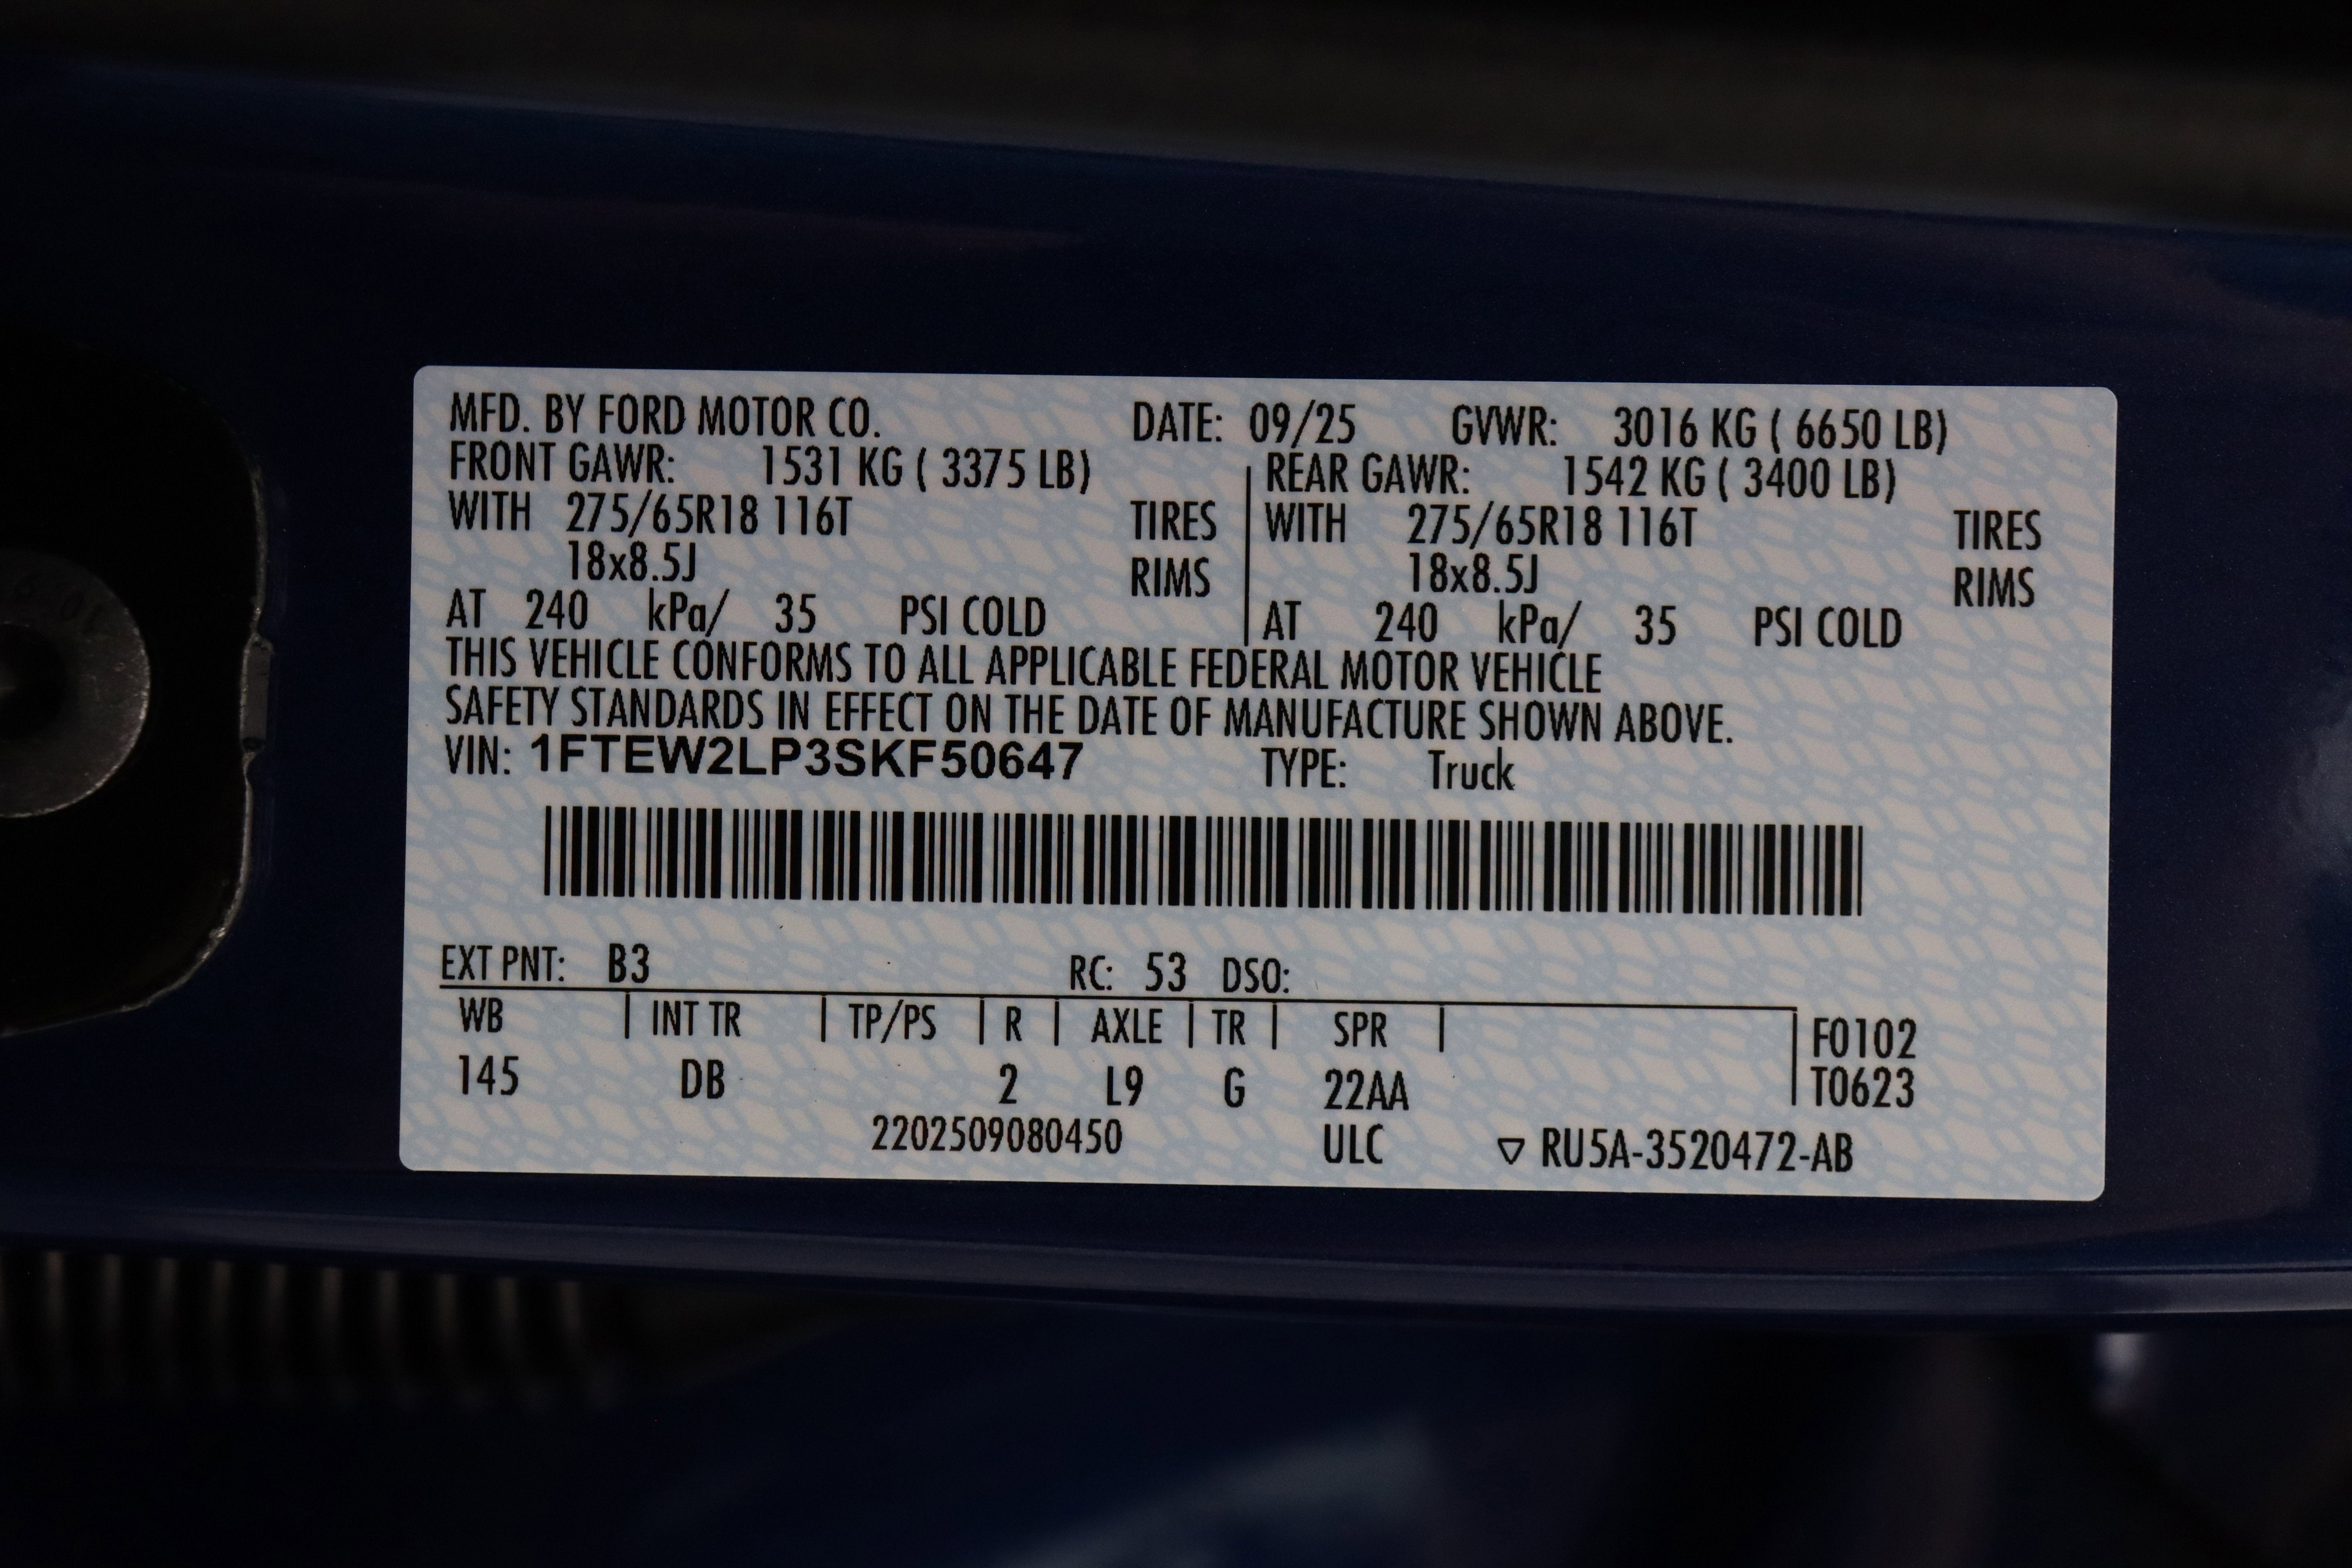 MFD. BY FORD MOTOR CO. DATE: 09/25 GVWR: 3016 KG ( 6650 LB)
FRONT GAWR: 1531 KG ( 3375 LB) REAR GAWR: 1542 KG ( 3400 LB)
WITH 275/65R18 116T TIRES WITH 275/65R18 116T TIRES
18x8.5J RIMS 18x8.5J RIMS
AT 240 kPa/ 35 PSI COLD AT 240 kPa/ 35 PSI COLD
THIS VEHICLE CONFORMS TO ALL APPLICABLE FEDERAL MOTOR VEHICLE
SAFETY STANDARDS IN EFFECT ON THE DATE OF MANUFACTURE SHOWN ABOVE.
VIN: 1FTEW2LP3SKF50647 TYPE: Truck
EXT PNT: B3 RC: 53 DSO:
WB INT TR TP/PS R AXLE TR SPR F0102
145 DB 2 L9 G 22AA T0623
2202509080450 ULC ▽ RU5A-3520472-AB